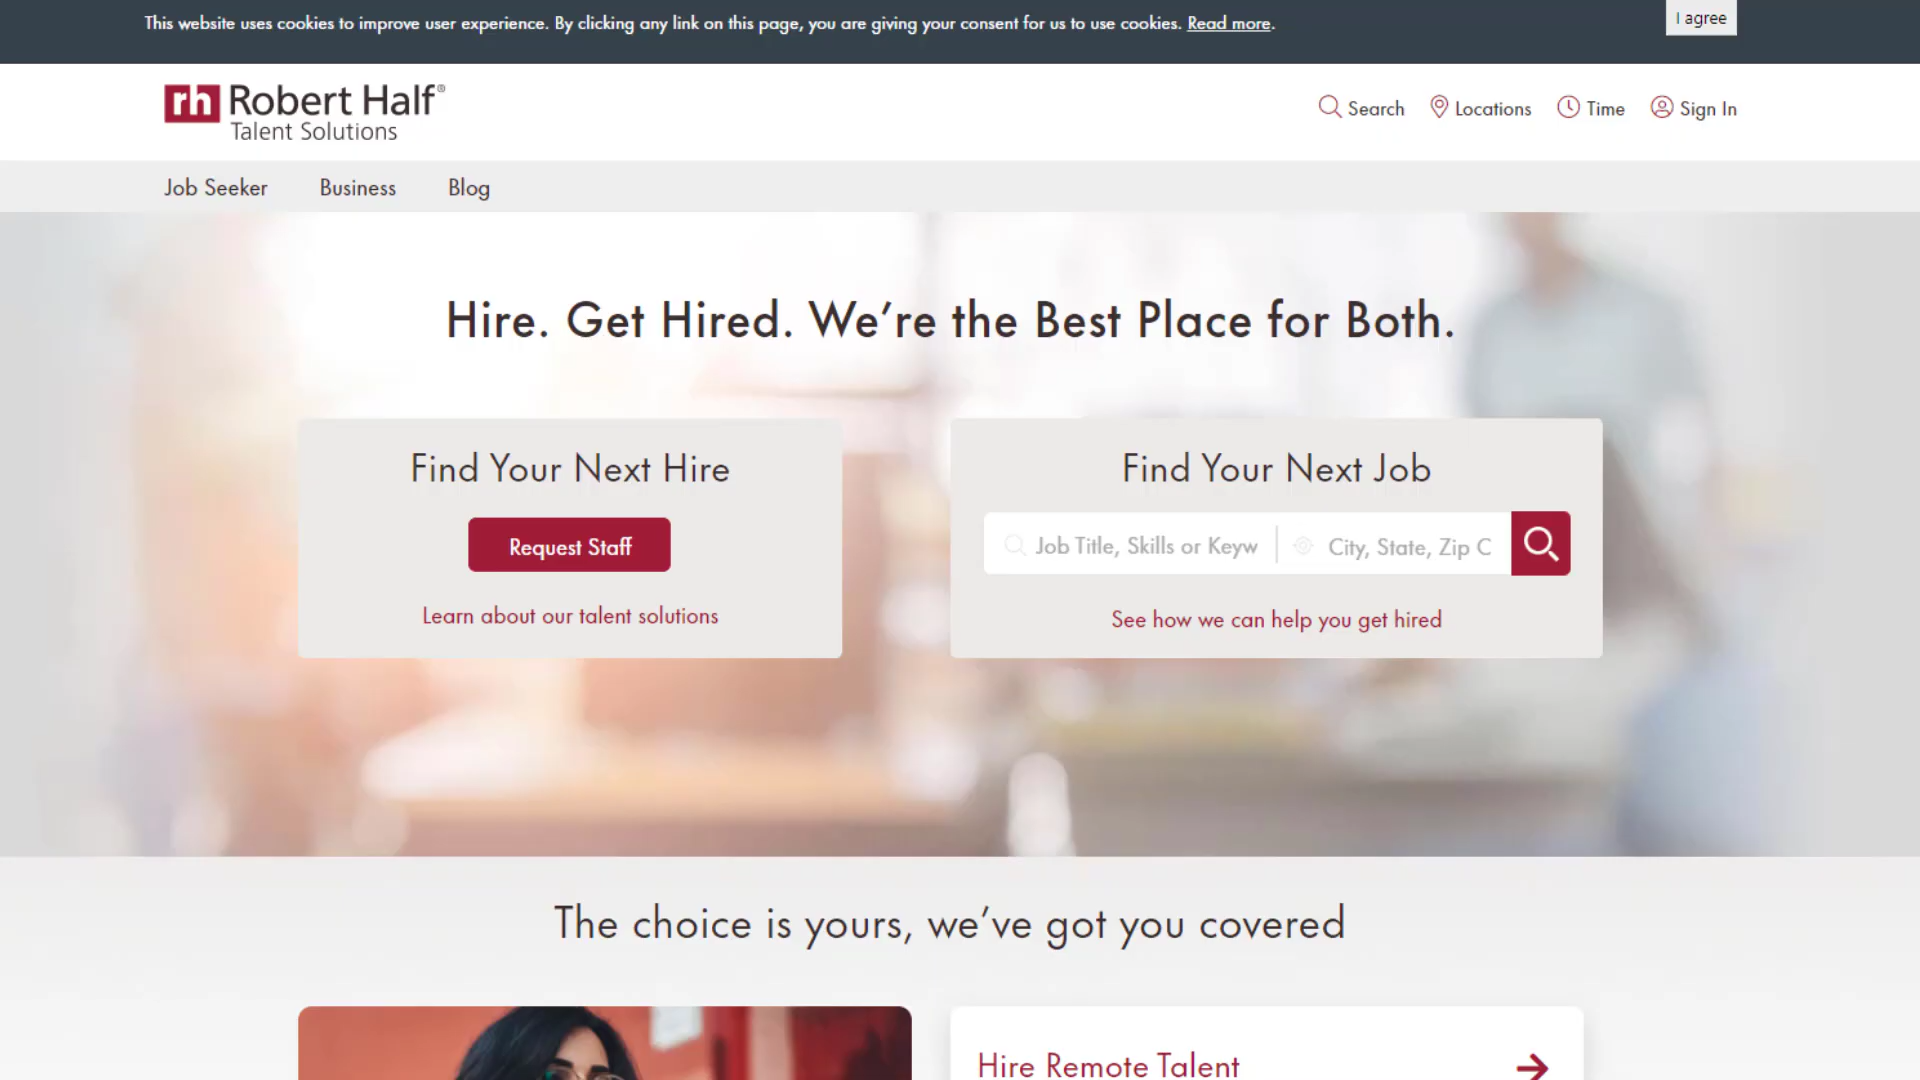 This website uses cookies to improve user experience. By clicking any link on this page, you are giving your consent for us to use cookies. Read more.
I agree
rh Robert Half®
Talent Solutions
Search
Locations
Time
Sign In
Job Seeker
Business
Blog
Hire. Get Hired. We're the Best Place for Both.
Find Your Next Hire
Request Staff
Learn about our talent solutions
Find Your Next Job
Job Title, Skills or Keyw
City, State, Zip C
See how we can help you get hired
The choice is yours, we've got you covered
Hire Remote Talent